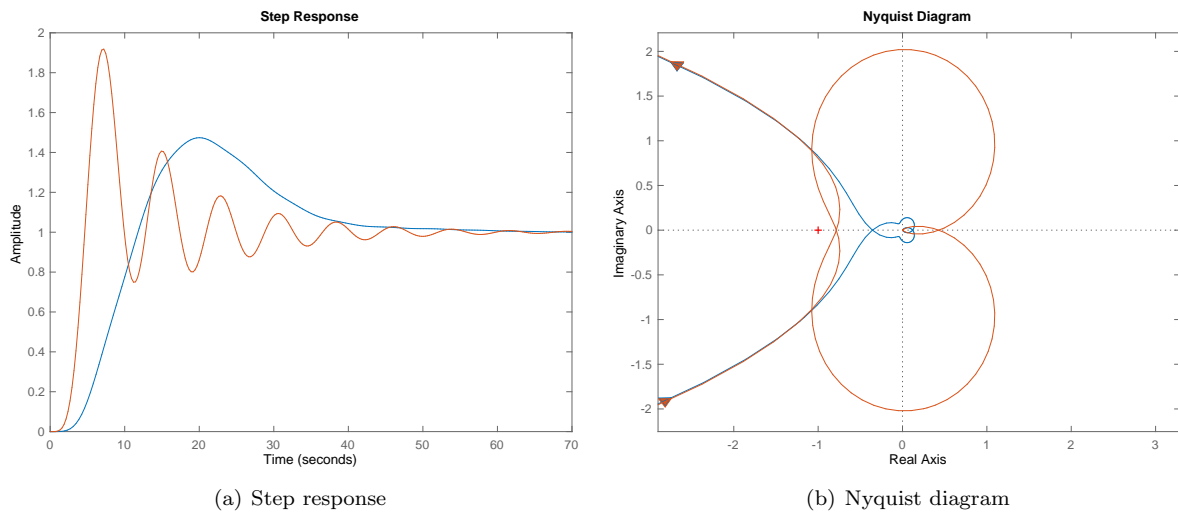 Step Response
2
1.8
1.6
1.4
1.2
1
0.8
0.6
0.4
0.2
0
Amplitude
0 10 20 30 40 50 60 70
Time (seconds)
(a) Step response
Nyquist Diagram
2
1.5
1
0.5
0
-0.5
-1
-1.5
-2
Imaginary Axis
-2 -1 0 1 2 3
Real Axis
(b) Nyquist diagram